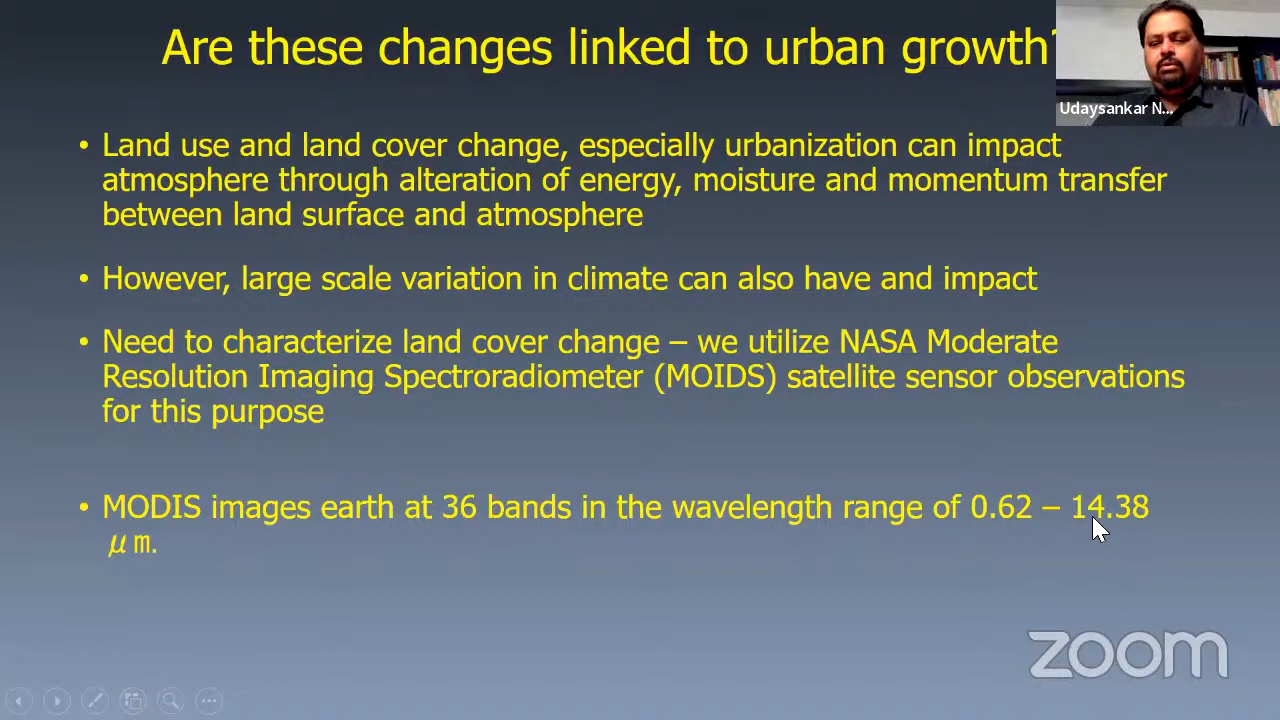 Are these changes linked to urban growth?
Udaysankar N...
• Land use and land cover change, especially urbanization can impact
atmosphere through alteration of energy, moisture and momentum transfer
between land surface and atmosphere
• However, large scale variation in climate can also have and impact
• Need to characterize land cover change – we utilize NASA Moderate
Resolution Imaging Spectroradiometer (MOIDS) satellite sensor observations
for this purpose
• MODIS images earth at 36 bands in the wavelength range of 0.62 – 14.38
μm.
zoom